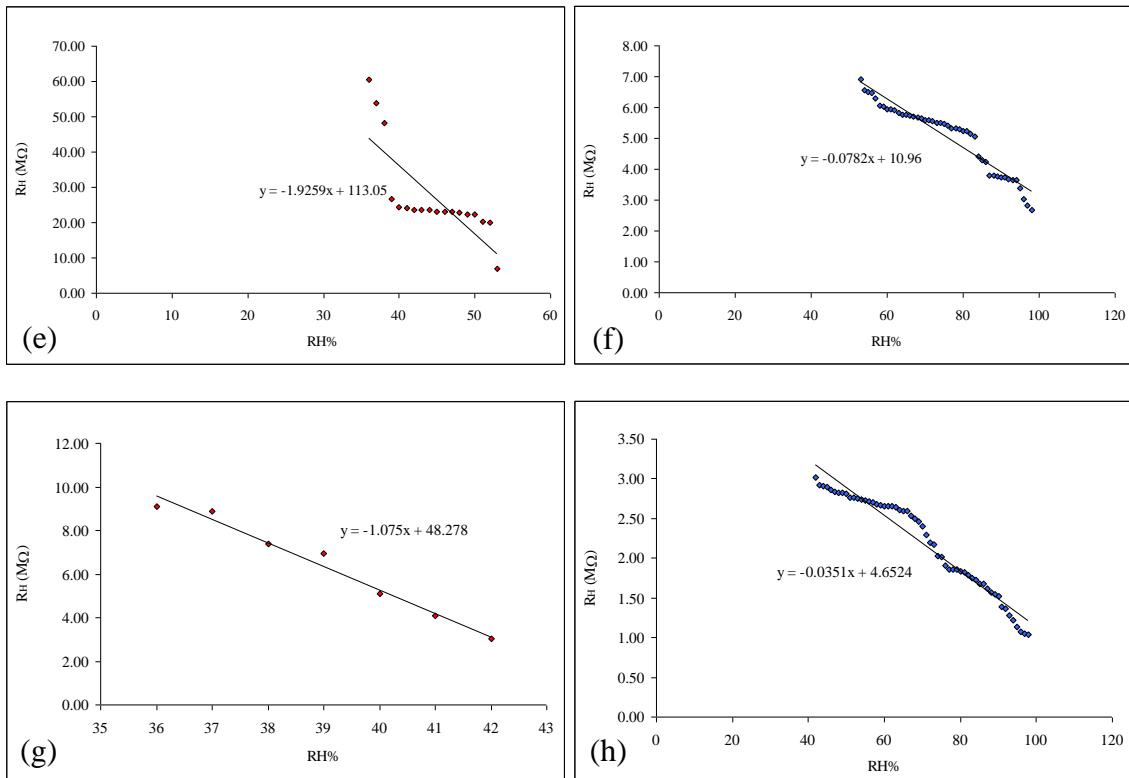 70.00
60.00
50.00
40.00
30.00
20.00
10.00
0.00
RH (MΩ)
y = -1.9259x + 113.05
0 10 20 30 40 50 60
RH%
(e)
8.00
7.00
6.00
5.00
4.00
3.00
2.00
1.00
0.00
RH (MΩ)
y = -0.0782x + 10.96
0 20 40 60 80 100 120
RH%
(f)
12.00
10.00
8.00
6.00
4.00
2.00
0.00
RH (MΩ)
y = -1.075x + 48.278
35 36 37 38 39 40 41 42 43
RH%
(g)
3.50
3.00
2.50
2.00
1.50
1.00
0.50
0.00
RH (MΩ)
y = -0.0351x + 4.6524
0 20 40 60 80 100 120
RH%
(h)